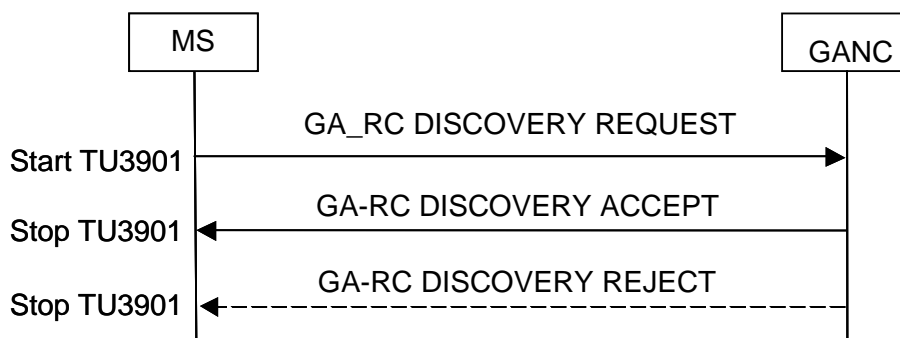 MS
GANC
GA_RC DISCOVERY REQUEST
Start TU3901
GA-RC DISCOVERY ACCEPT
Stop TU3901
GA-RC DISCOVERY REJECT
Stop TU3901